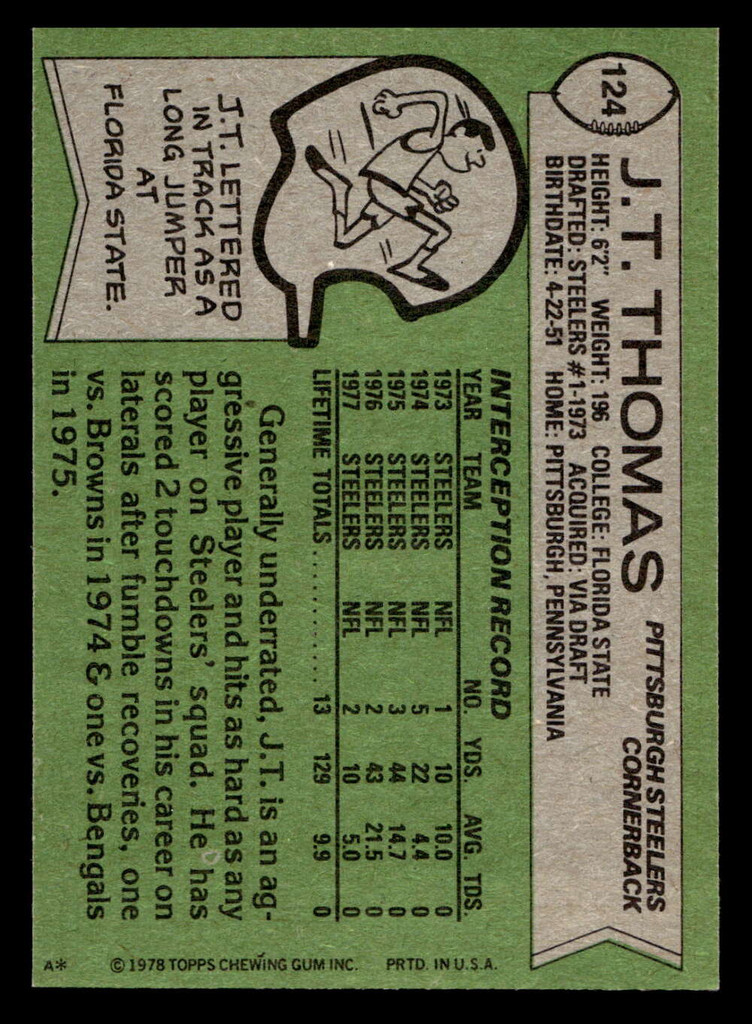 124
J.T. THOMAS
PITTSBURGH STEELERS
CORNERBACK
HEIGHT: 6'2" WEIGHT: 196 COLLEGE: FLORIDA STATE
DRAFTED: STEELERS #1-1973 ACQUIRED: VIA DRAFT
BIRTHDATE: 4-22-51 HOME: PITTSBURGH, PENNSYLVANIA
J.T. LETTERED
IN TRACK AS A
LONG JUMPER
AT
FLORIDA STATE.
INTERCEPTION RECORD
YEAR TEAM NO. YDS. AVG. TDS.
1973 STEELERS NFL 1 10 10.0 0
1974 STEELERS NFL 5 22 4.4 0
1975 STEELERS NFL 3 44 14.7 0
1976 STEELERS NFL 2 43 21.5 0
1977 STEELERS NFL 2 10 5.0 0
LIFETIME TOTALS .......... 13 129 9.9 0
Generally underrated, J.T. is an ag-
gressive player and hits as hard as any
player on Steelers' squad. He has
scored 2 touchdowns in his career on
laterals after fumble recoveries, one
vs. Browns in 1974 & one vs. Bengals
in 1975.
A* © 1978 TOPPS CHEWING GUM INC. PRTD. IN U.S.A.